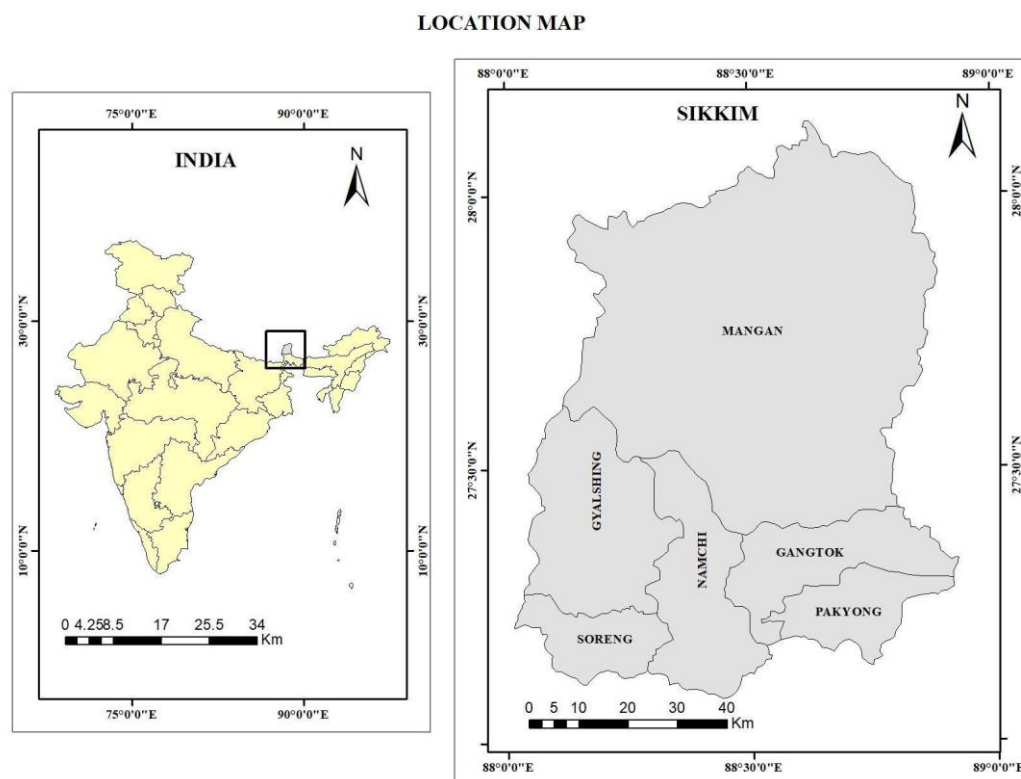 LOCATION MAP
75°0'0"E 90°0'0"E
INDIA
N
30°0'0"N 30°0'0"N
10°0'0"N 10°0'0"N
0 4.258.5 17 25.5 34
Km
75°0'0"E 90°0'0"E
88°0'0"E 88°30'0"E 89°0'0"E
SIKKIM
N
28°0'0"N 28°0'0"N
MANGAN
27°30'0"N 27°30'0"N
GYALSHING
NAMCHI
GANGTOK
PAKYONG
SORENG
0 5 10 20 30 40
Km
88°0'0"E 88°30'0"E 89°0'0"E